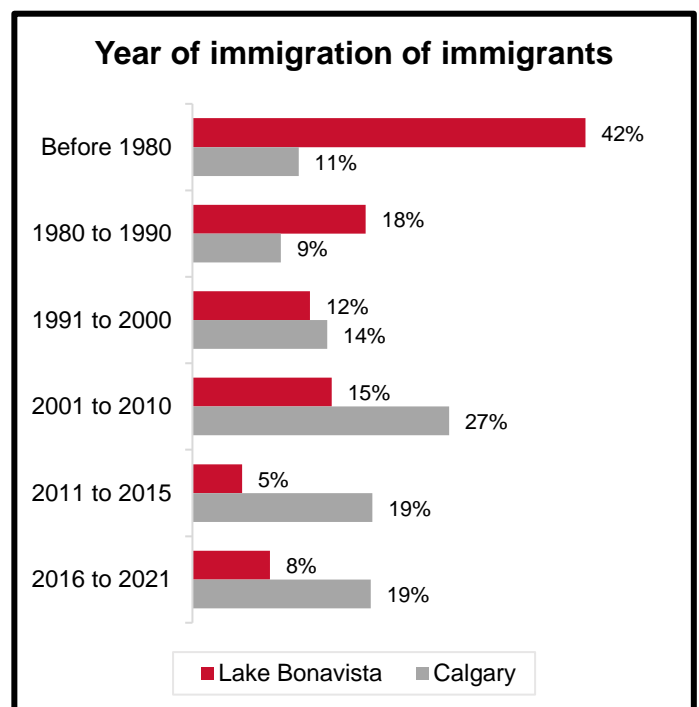 Year of immigration of immigrants
Before 1980
42%
11%
1980 to 1990
18%
9%
1991 to 2000
12%
14%
2001 to 2010
15%
27%
2011 to 2015
5%
19%
2016 to 2021
8%
19%
Lake Bonavista Calgary